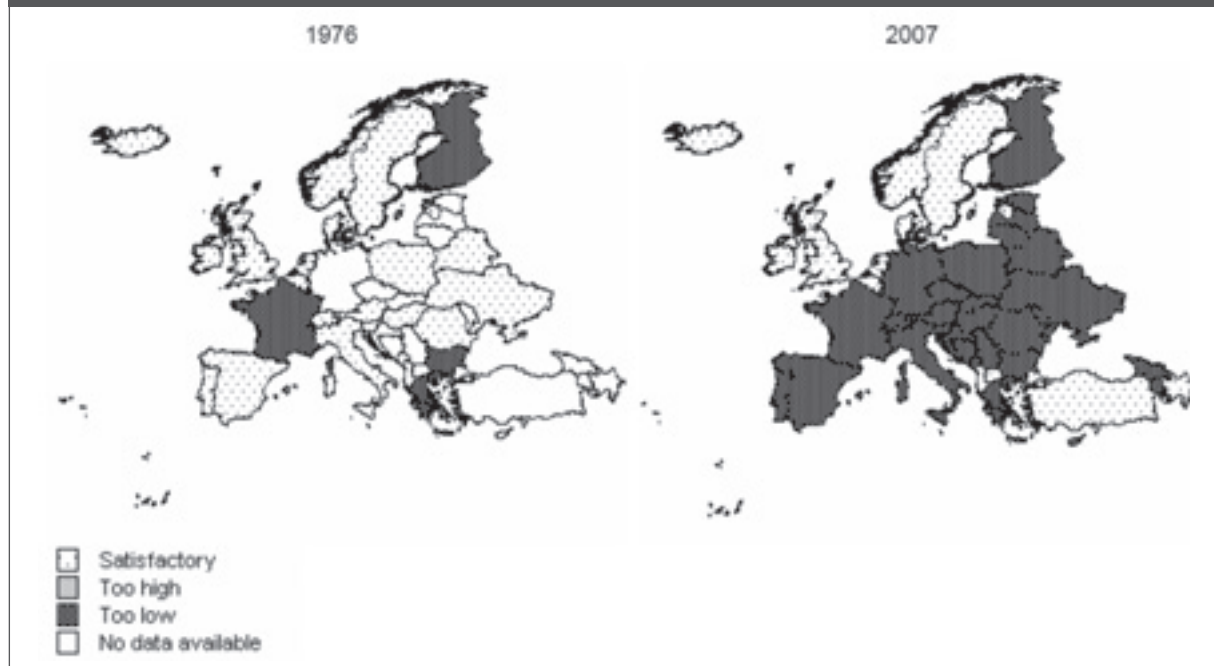 1976
2007
Satisfactory
Too high
Too low
No data available